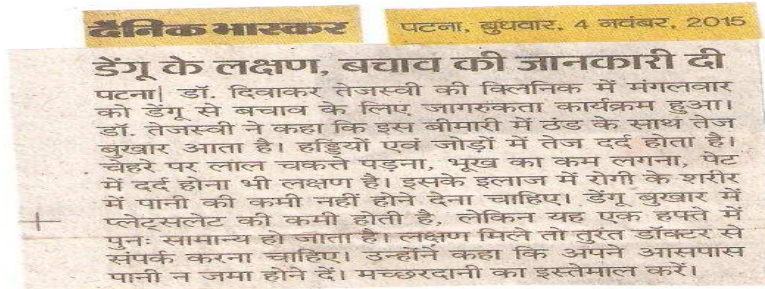 दैनिक भास्कर पटना, बुधवार, 4 नवंबर, 2015
डेंगू के लक्षण, बचाव की जानकारी दी
पटना| डॉ. दिवाकर तेजस्वी की क्लिनिक में मंगलवार
को डेंगू से बचाव के लिए जागरुकता कार्यक्रम हुआ।
डॉ. तेजस्वी ने कहा कि इस बीमारी में ठंड के साथ तेज
बुखार आता है। हड्डियों एवं जोड़ों में तेज दर्द होता है।
चेहरे पर लाल चकत्ते पड़ना, भूख का कम लगना, पेट
में दर्द होना भी लक्षण है। इसके इलाज में रोगी के शरीर
में पानी की कमी नहीं होने देना चाहिए। डेंगू बुखार में
प्लेट्सलेट की कमी होती है, लेकिन यह एक हफ्ते में
पुनः सामान्य हो जाता है। लक्षण मिले तो तुरंत डॉक्टर से
संपर्क करना चाहिए। उन्होंने कहा कि अपने आसपास
पानी न जमा होने दें। मच्छरदानी का इस्तेमाल करें।